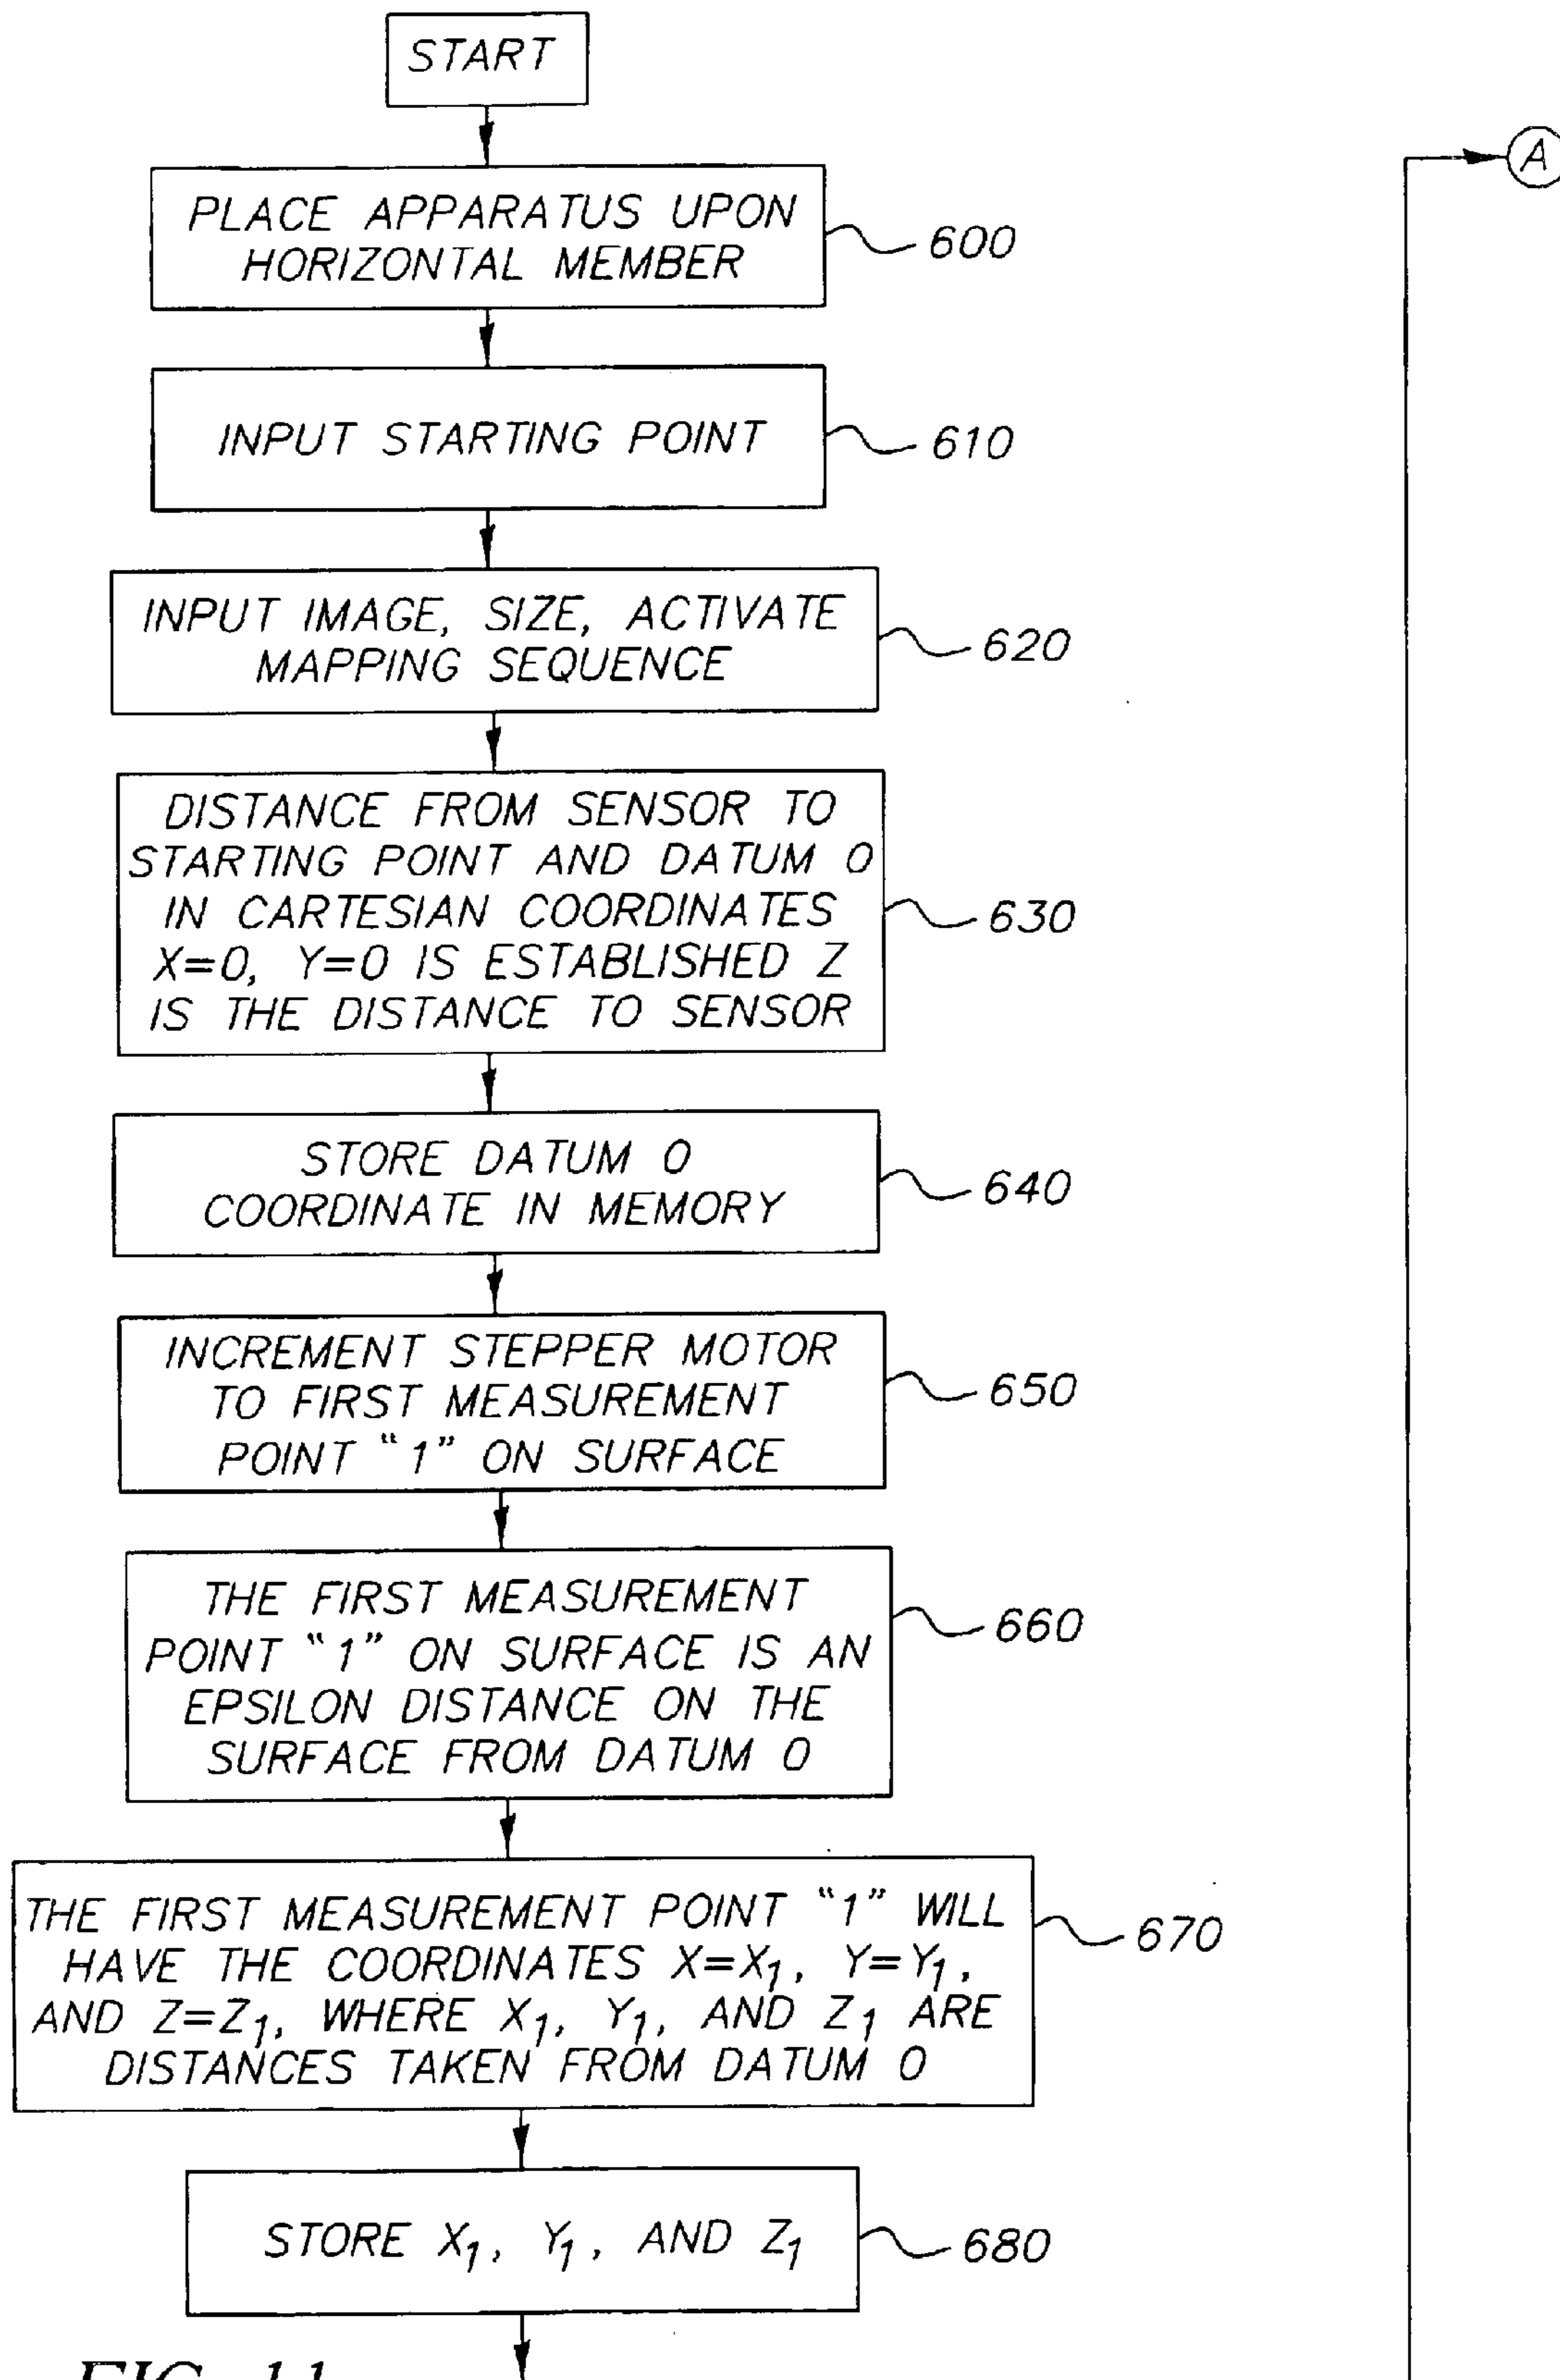 START
PLACE APPARATUS UPON
HORIZONTAL MEMBER
600
INPUT STARTING POINT
610
INPUT IMAGE, SIZE, ACTIVATE
MAPPING SEQUENCE
620
DISTANCE FROM SENSOR TO
STARTING POINT AND DATUM 0
IN CARTESIAN COORDINATES
X=0, Y=0 IS ESTABLISHED Z
IS THE DISTANCE TO SENSOR
630
STORE DATUM 0
COORDINATE IN MEMORY
640
INCREMENT STEPPER MOTOR
TO FIRST MEASUREMENT
POINT "1" ON SURFACE
650
THE FIRST MEASUREMENT
POINT "1" ON SURFACE IS AN
EPSILON DISTANCE ON THE
SURFACE FROM DATUM 0
660
THE FIRST MEASUREMENT POINT "1" WILL
HAVE THE COORDINATES X=X₁, Y=Y₁,
AND Z=Z₁, WHERE X₁, Y₁, AND Z₁ ARE
DISTANCES TAKEN FROM DATUM 0
670
STORE X₁, Y₁, AND Z₁
680
A
FIG. 11